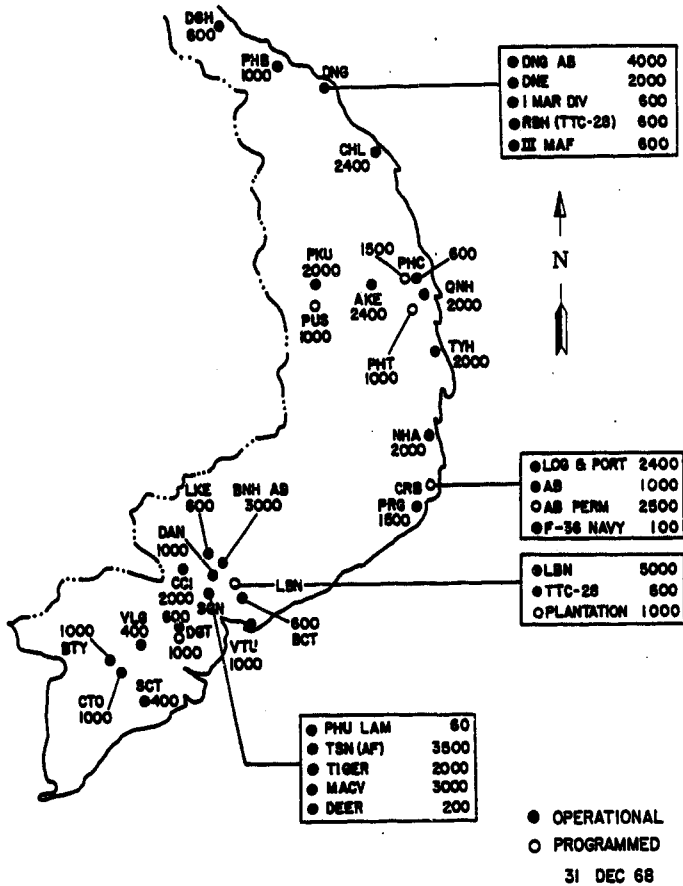 DGH
600
PHB
1000
DNG
● DNG AB 4000
● DNE 2000
● I MAR DIV 600
● RBH (TTC-28) 600
● III MAF 600
CHL
2400
N
PKU
2000
PUS
1000
AKE
2400
1500
PHC
600
QNH
2000
PHT
1000
TYH
2000
NHA
2000
CRB
PRG
1500
● LOG & PORT 2400
● AB 1000
○ AB PERM 2500
● F-36 NAVY 100
LKE
600
BNH AB
3000
DAN
1000
CCI
2000
SGN
LBN
● LBN 5000
● TTC-28 600
○ PLANTATION 1000
600
BCT
VTU
1000
600
DGT
1000
VLG
400
1000
BTY
CTO
1000
SCT
400
● PHU LAM 60
● TSN (AF) 3500
● TIGER 2000
● MACV 3000
● DEER 200
● OPERATIONAL
○ PROGRAMMED
31 DEC 68